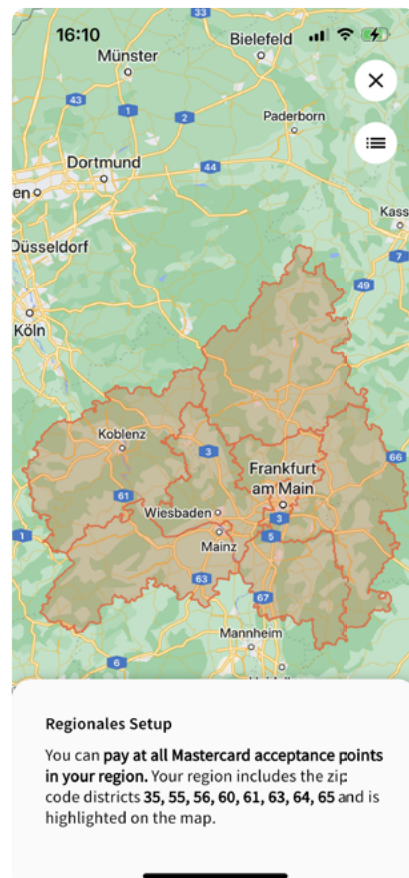 33
16:10
Bielefeld
Münster
43
1
2
Paderborn
Dortmund
44
en
Kass
Düsseldorf
7
49
Köln
Koblenz
3
66
Frankfurt
am Main
61
Wiesbaden
3
1
5
Mainz
63
67
Mannheim
6
Regionales Setup
You can pay at all Mastercard acceptance points
in your region. Your region includes the zip
code districts 35, 55, 56, 60, 61, 63, 64, 65 and is
highlighted on the map.